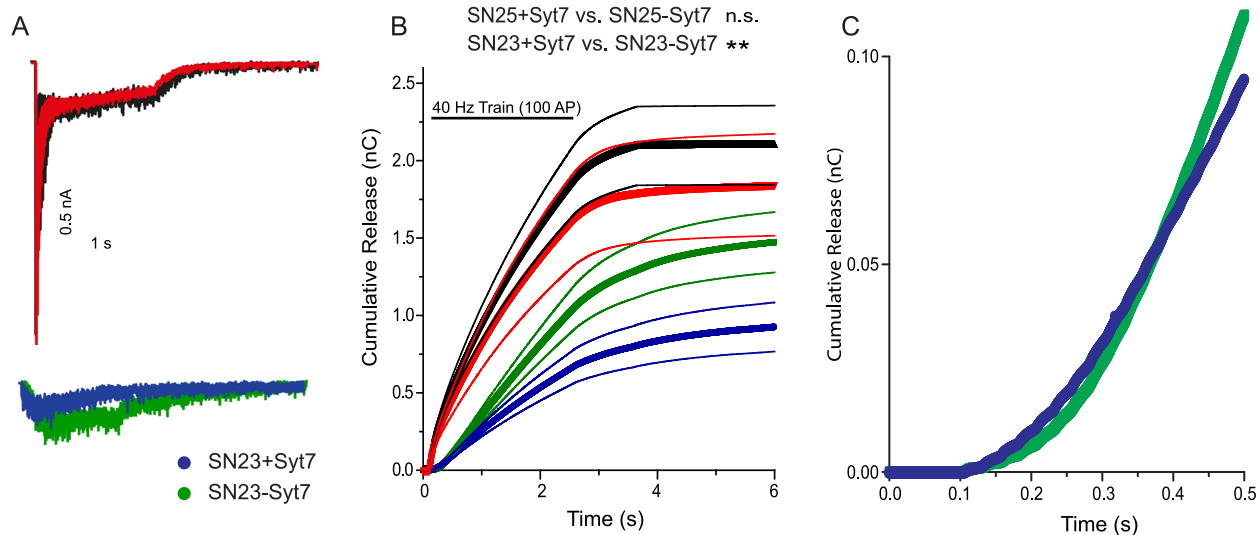 A
0.5 nA
1 s
SN23+Syt7
SN23-Syt7
B
SN25+Syt7 vs. SN25-Syt7 n.s.
SN23+Syt7 vs. SN23-Syt7 **
40 Hz Train (100 AP)
Cumulative Release (nC)
2.5
2.0
1.5
1.0
0.5
0.0
0
2
4
6
Time (s)
C
Cumulative Release (nC)
0.10
0.05
0.00
0.0
0.1
0.2
0.3
0.4
0.5
Time (s)